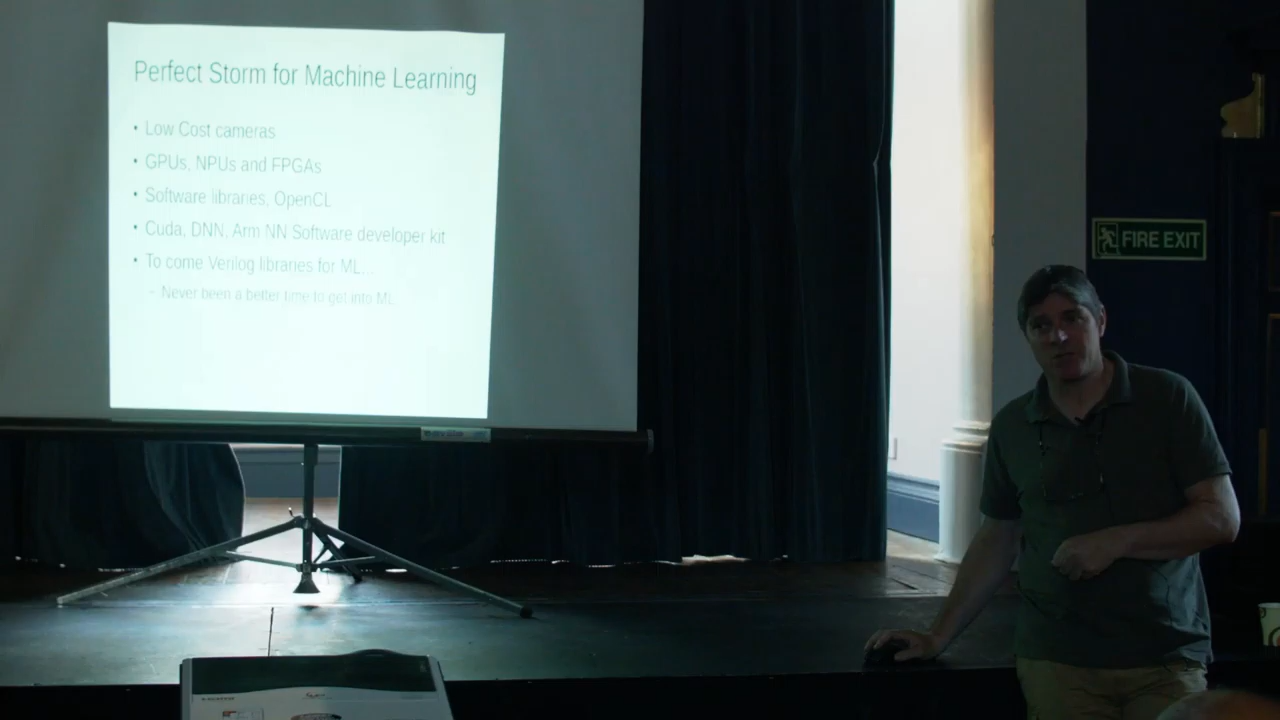 Perfect Storm for Machine Learning
• Low Cost cameras
• GPUs, NPUs and FPGAs
• Software libraries, OpenCL
• Cuda, DNN, Arm NN Software developer kit
• To come Verilog libraries for ML...
– Never been a better time to get into ML.
FIRE EXIT